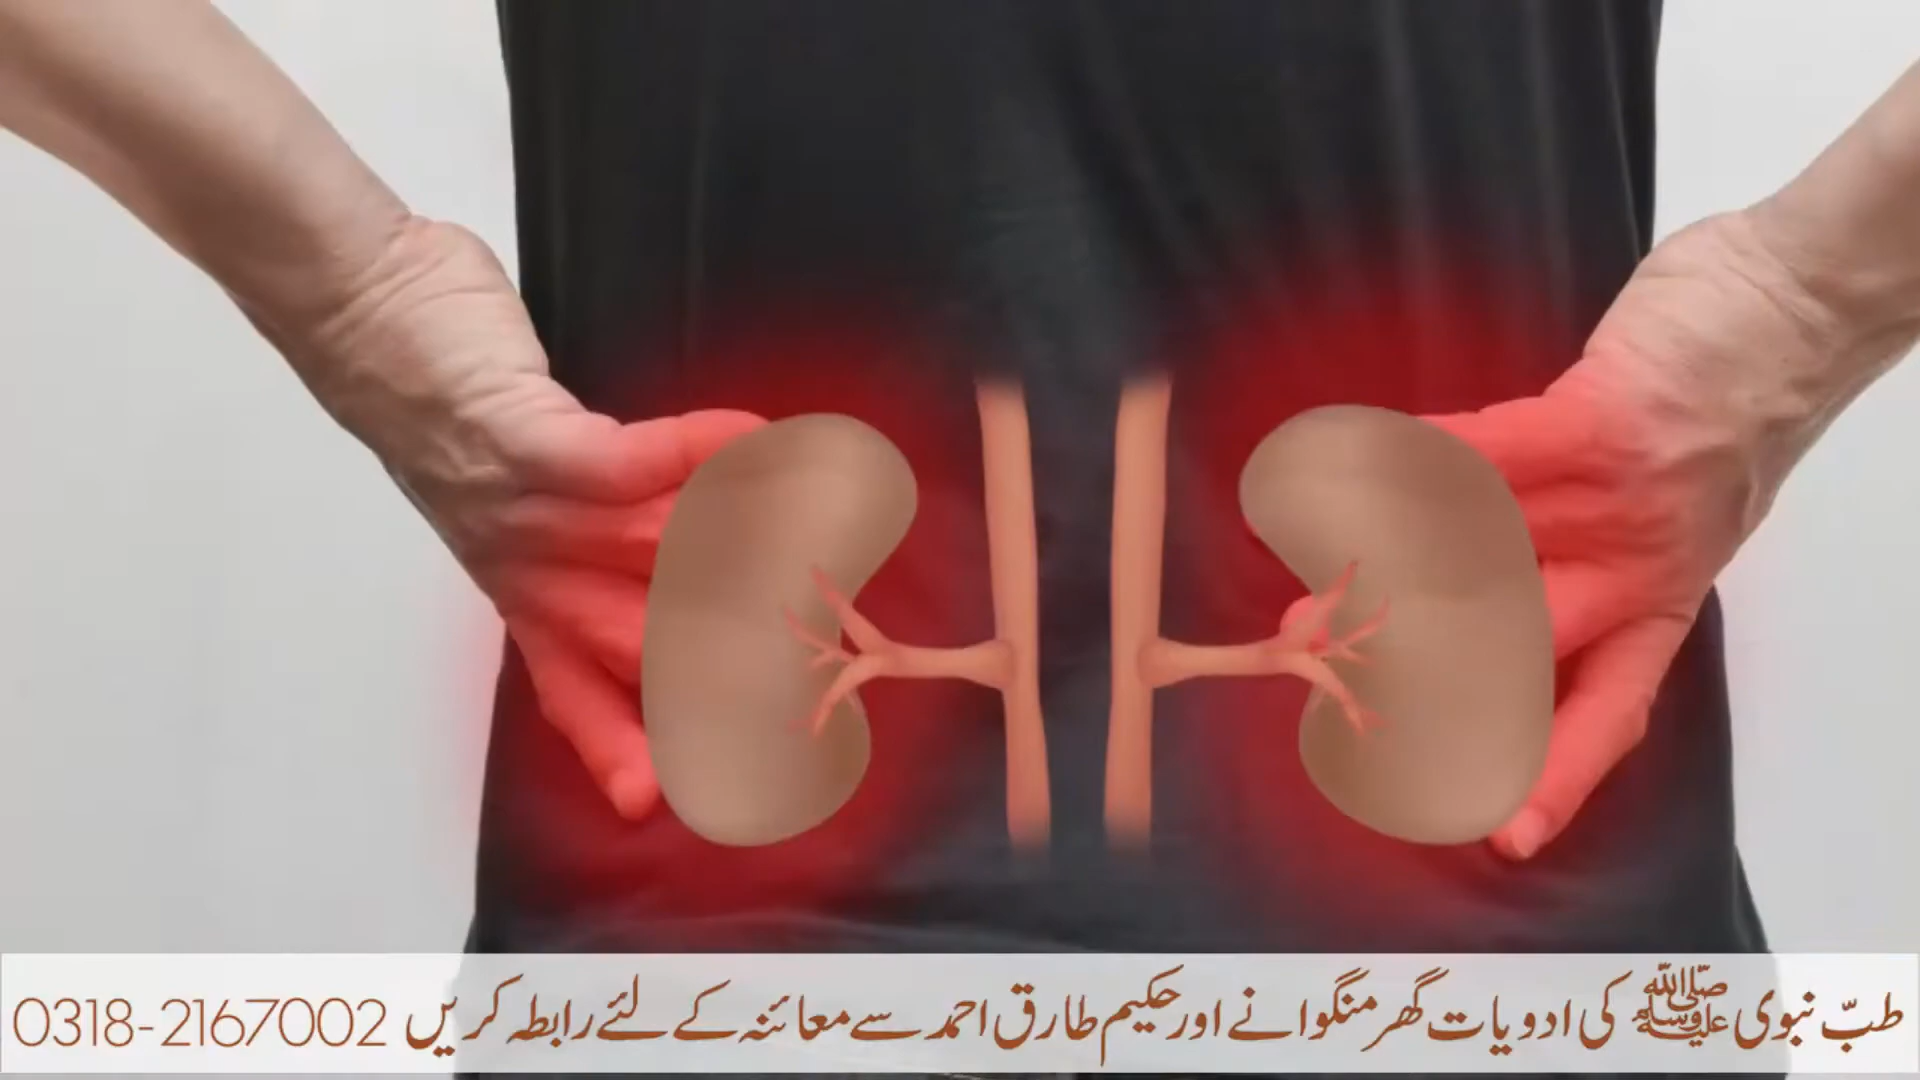 طبّ نبوی ﷺ کی ادویات گھر منگوانے اور حکیم طارق احمد سے معائنہ کے لئے رابطہ کریں 0318-2167002